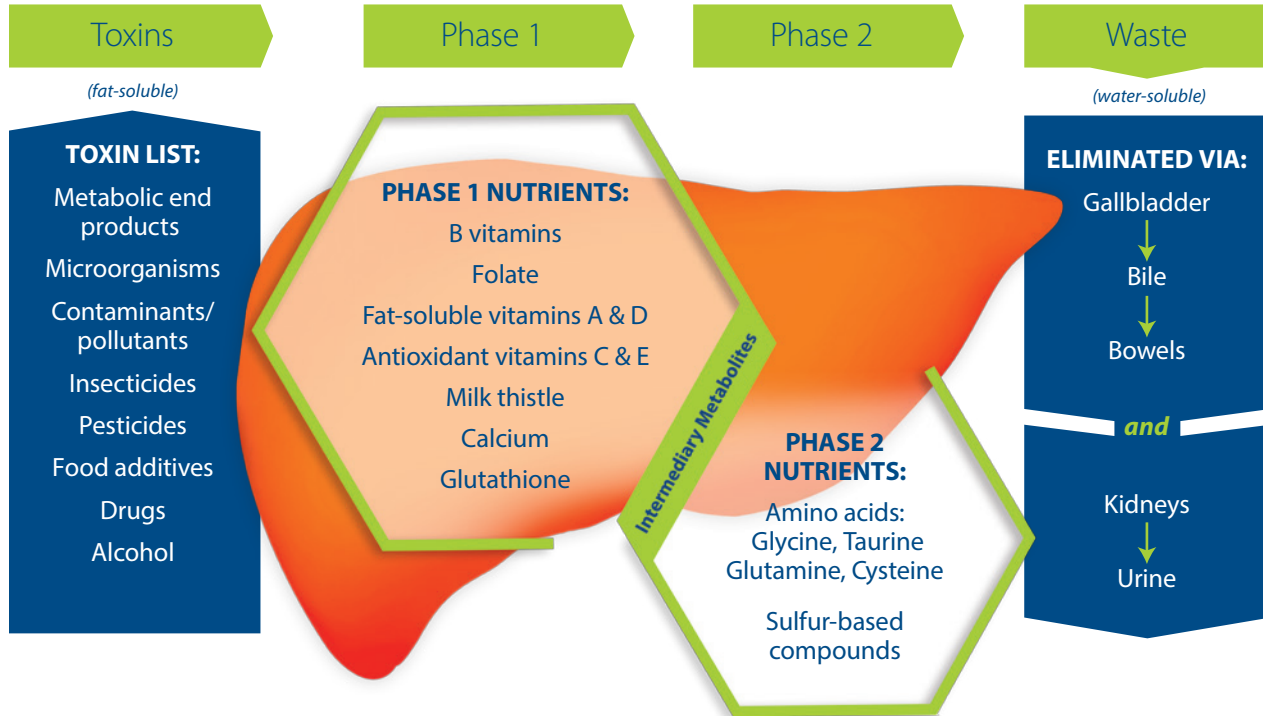 Toxins
Phase 1
Phase 2
Waste
(fat-soluble)
(water-soluble)
TOXIN LIST:
Metabolic end
products
Microorganisms
Contaminants/
pollutants
Insecticides
Pesticides
Food additives
Drugs
Alcohol
PHASE 1 NUTRIENTS:
B vitamins
Folate
Fat-soluble vitamins A & D
Antioxidant vitamins C & E
Milk thistle
Calcium
Glutathione
Intermediary Metabolites
PHASE 2
NUTRIENTS:
Amino acids:
Glycine, Taurine
Glutamine, Cysteine
Sulfur-based
compounds
ELIMINATED VIA:
Gallbladder
Bile
Bowels
and
Kidneys
Urine